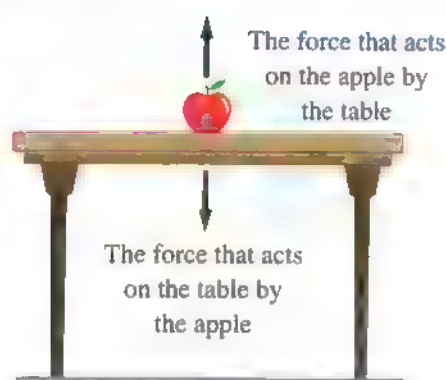 The force that acts
on the apple by
the table
The force that acts
on the table by
the apple